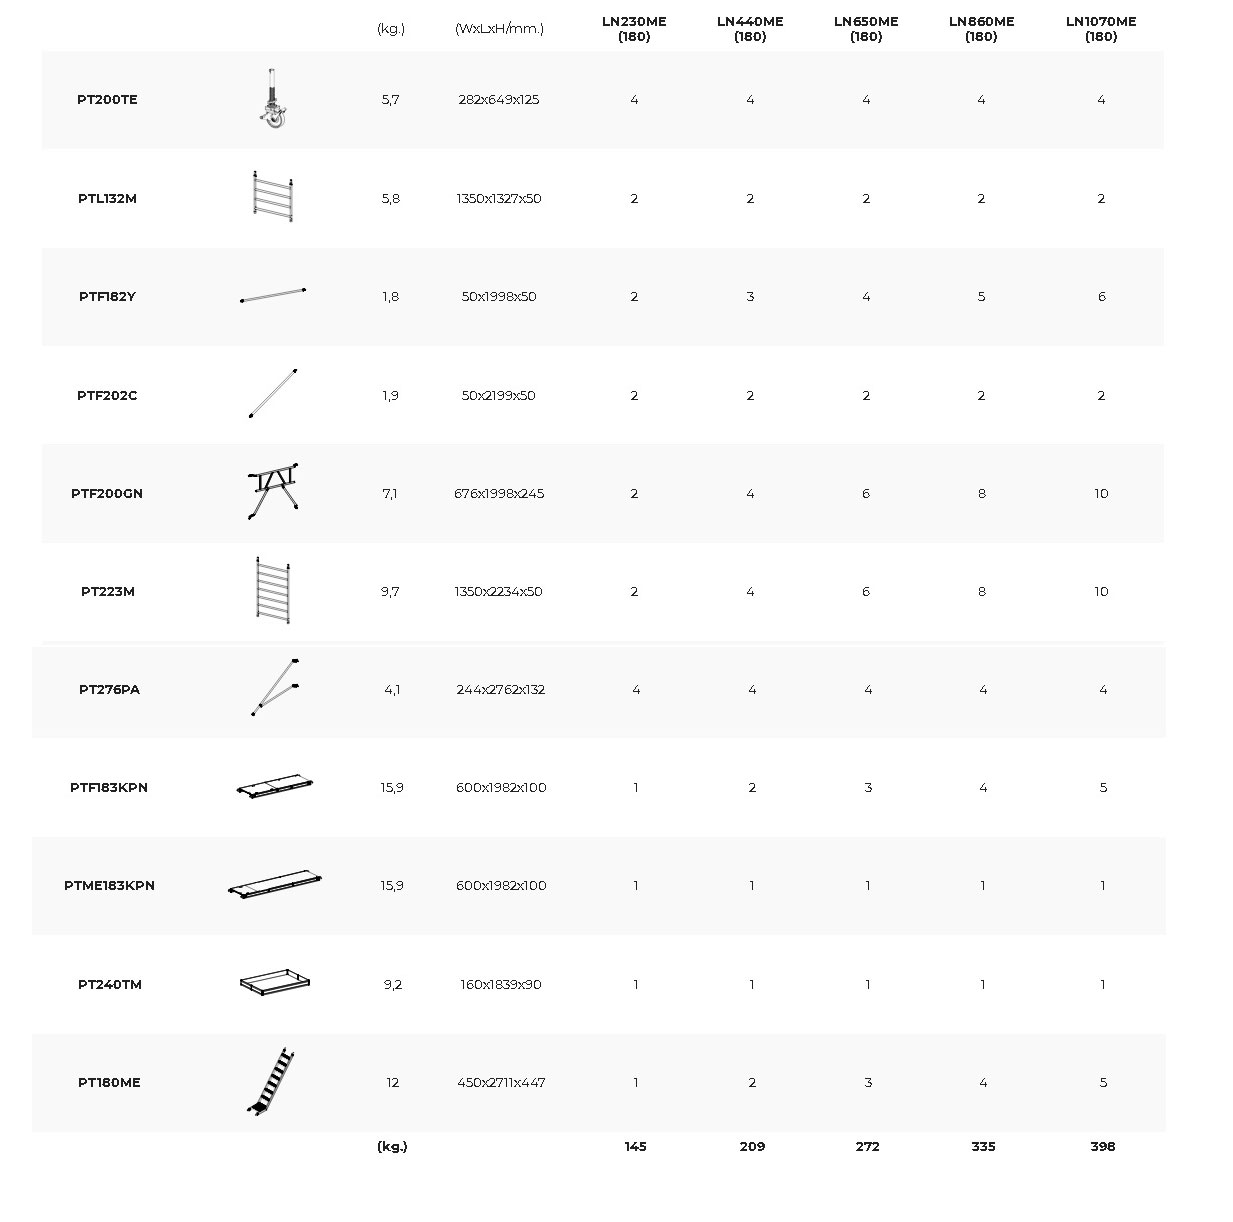 (kg.) (WxLxH/mm.) LN230ME (180) LN440ME (180) LN650ME (180) LN860ME (180) LN1070ME (180)
PT200TE 5,7 282x649x125 4 4 4 4 4
PTL132M 5,8 1350x1327x50 2 2 2 2 2
PTF182Y 1,8 50x1998x50 2 3 4 5 6
PTF202C 1,9 50x2199x50 2 2 2 2 2
PTF200GN 7,1 676x1998x245 2 4 6 8 10
PT223M 9,7 1350x2234x50 2 4 6 8 10
PT276PA 4,1 244x2762x132 4 4 4 4 4
PTF183KPN 15,9 600x1982x100 1 2 3 4 5
PTME183KPN 15,9 600x1982x100 1 1 1 1 1
PT240TM 9,2 160x1839x90 1 1 1 1 1
PT180ME 12 450x2711x447 1 2 3 4 5
(kg.) 145 209 272 335 398